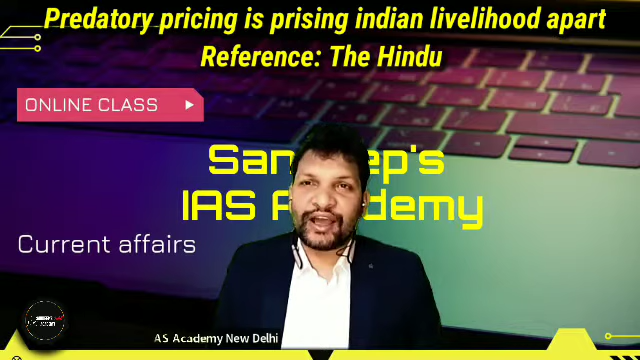 Predatory pricing is prising indian livelihood apart
Reference: The Hindu
ONLINE CLASS
IAS
Current affairs
AS Academy New Delhi